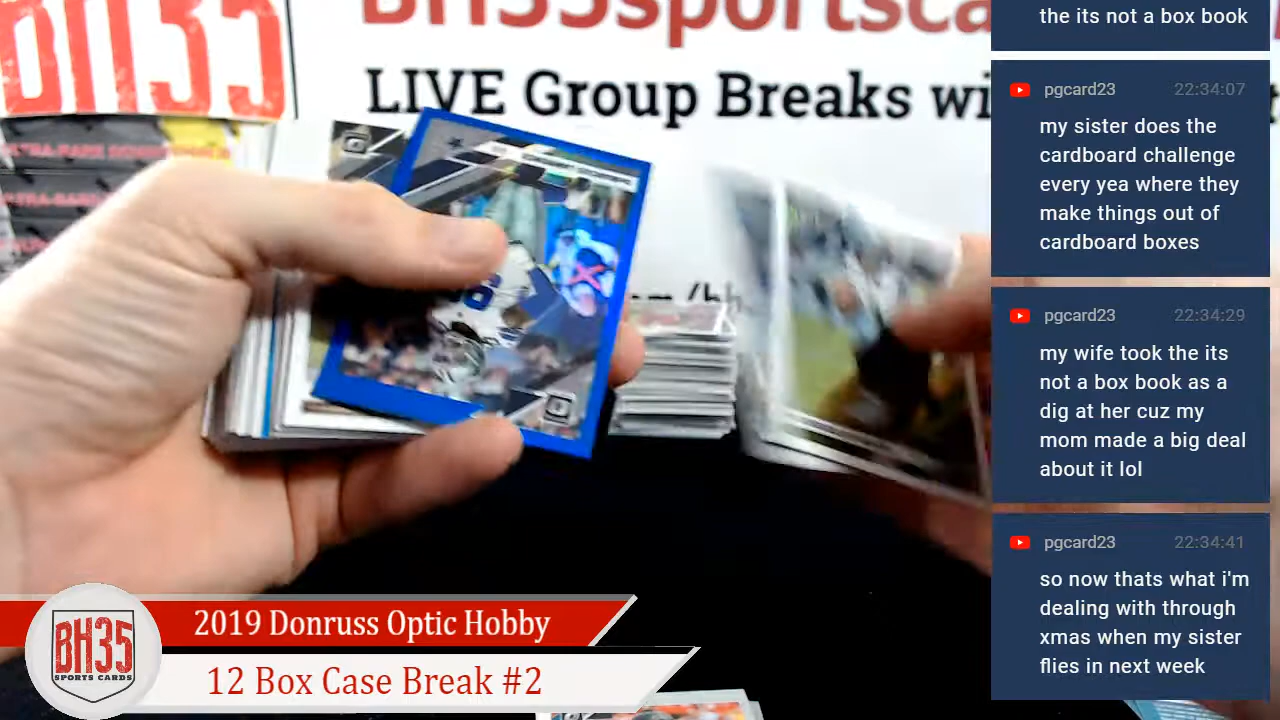 BH35
BH35sportsca
LIVE Group Breaks wi
the its not a box book
pgcard23 22:34:07
my sister does the
cardboard challenge
every yea where they
make things out of
cardboard boxes
pgcard23 22:34:29
my wife took the its
not a box book as a
dig at her cuz my
mom made a big deal
about it lol
pgcard23 22:34:41
so now thats what i'm
dealing with through
xmas when my sister
flies in next week
2019 Donruss Optic Hobby
12 Box Case Break #2
BH35
SPORTS CARDS